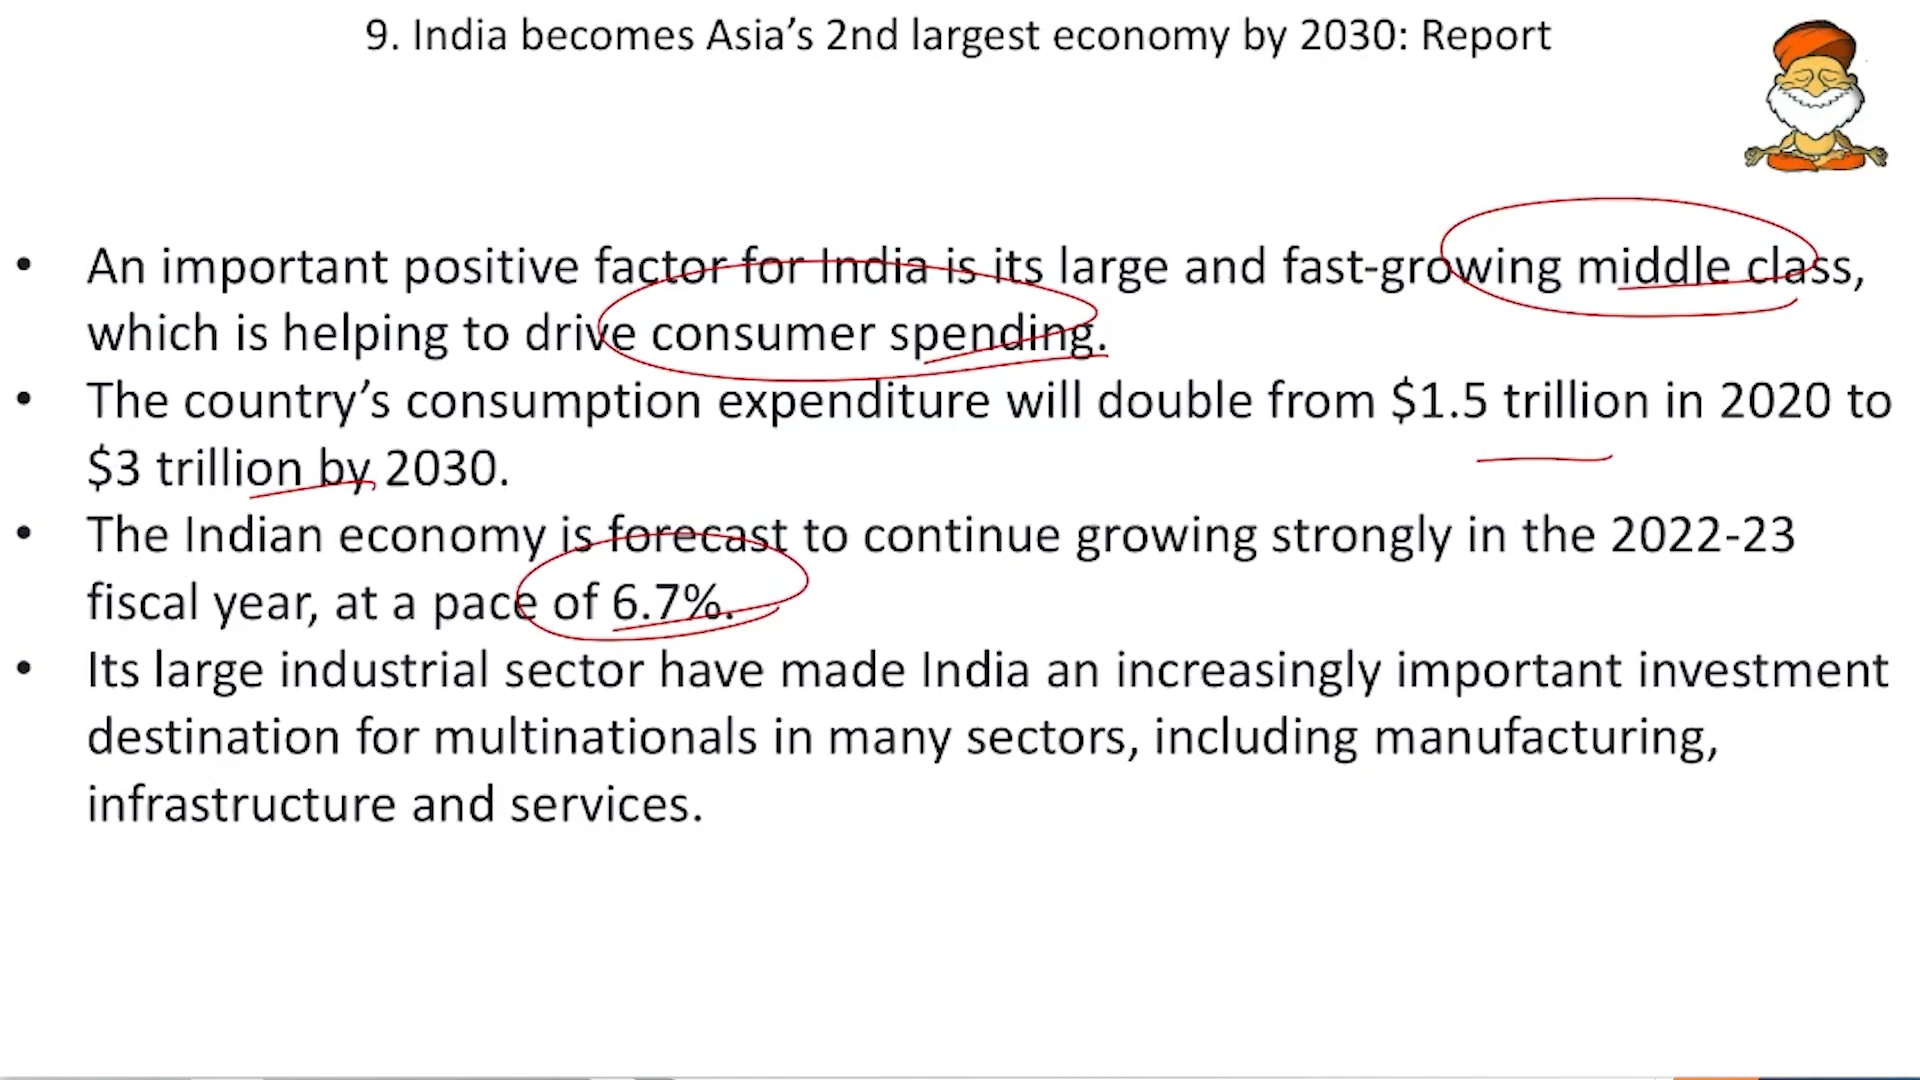 9. India becomes Asia’s 2nd largest economy by 2030: Report
• An important positive factor for India is its large and fast-growing middle class,
which is helping to drive consumer spending.
• The country’s consumption expenditure will double from $1.5 trillion in 2020 to
$3 trillion by 2030.
• The Indian economy is forecast to continue growing strongly in the 2022-23
fiscal year, at a pace of 6.7%.
• Its large industrial sector have made India an increasingly important investment
destination for multinationals in many sectors, including manufacturing,
infrastructure and services.